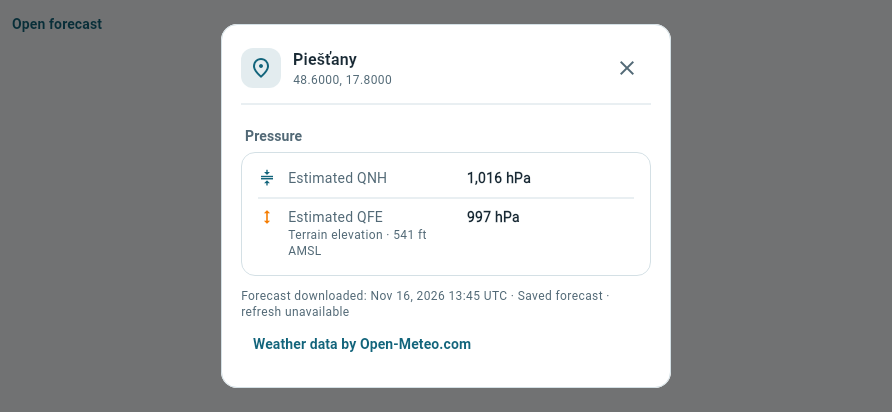 Open forecast
Piešťany
48.6000, 17.8000
Pressure
Estimated QNH 1,016 hPa
Estimated QFE 997 hPa
Terrain elevation · 541 ft
AMSL
Forecast downloaded: Nov 16, 2026 13:45 UTC · Saved forecast ·
refresh unavailable
Weather data by Open-Meteo.com